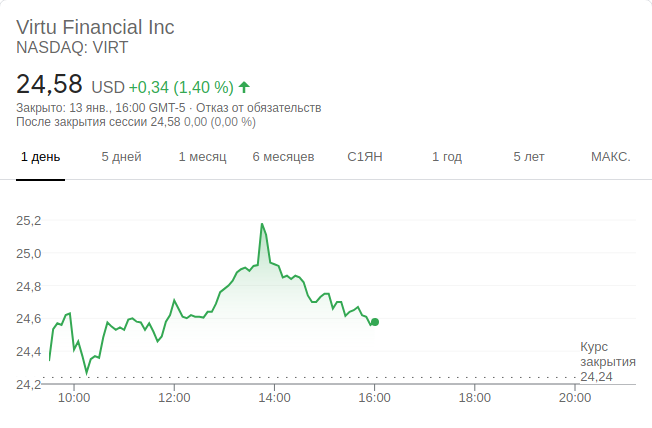 Virtu Financial Inc
NASDAQ: VIRT
24,58 USD +0,34 (1,40 %)
Закрыто: 13 янв., 16:00 GMT-5 · Отказ от обязательств
После закрытия сессии 24,58 0,00 (0,00 %)
1 день 5 дней 1 месяц 6 месяцев С1ЯН 1 год 5 лет МАКС.
25,2
25,0
24,8
24,6
24,4
24,2
Курс
закрытия
24,24
10:00 12:00 14:00 16:00 18:00 20:00